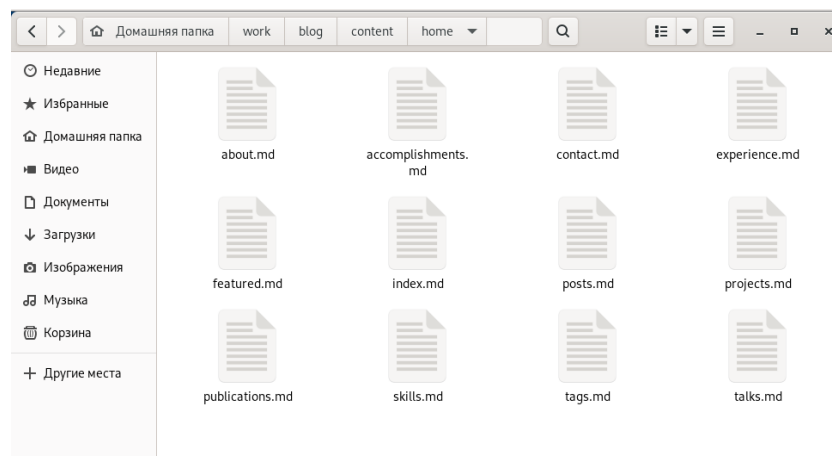 Домашняя папка work blog content home
Недавние
Избранные
Домашняя папка
Видео
Документы
Загрузки
Изображения
Музыка
Корзина
Другие места
about.md accomplishments. contact.md experience.md
md
featured.md index.md posts.md projects.md
publications.md skills.md tags.md talks.md